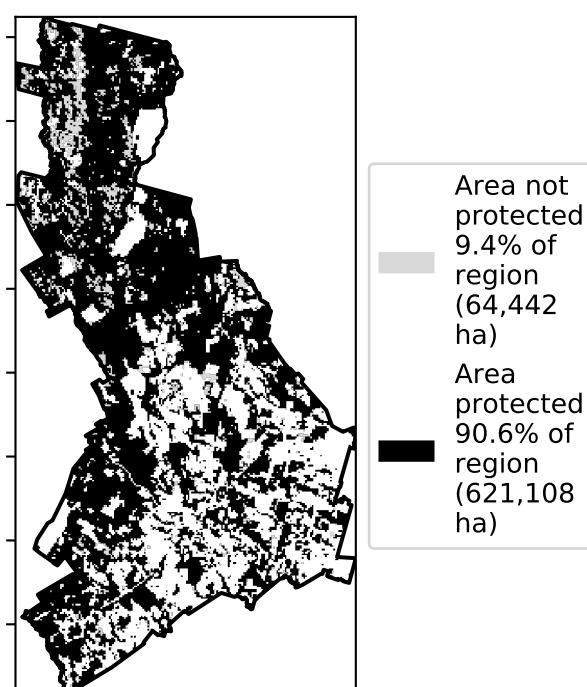 Area not
protected
9.4% of
region
(64,442
ha)
Area
protected
90.6% of
region
(621,108
ha)